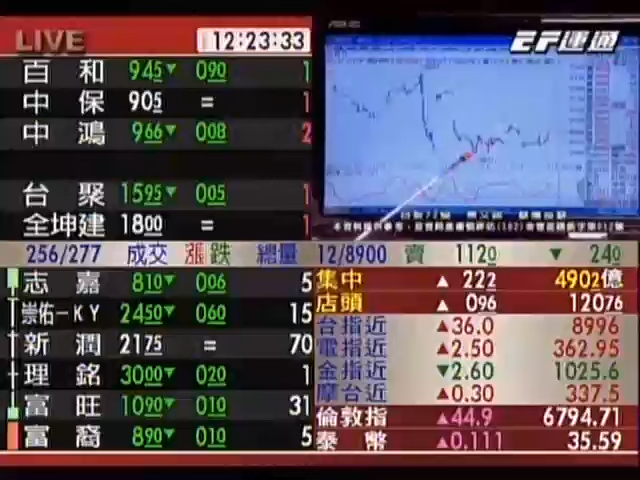 LIVE 12:23:33
百和 945▼ 090 1
中保 905 = 1
中鴻 966▼ 008 2
台聚 1595▼ 005 1
全坤建 1800 = 1
EF 建通
ASUS
256/277 成交 漲跌 總量 12/8900 賣 1120 ▼ 240
志嘉 810▼ 006 5
崇佑-KY 2450▼ 060 15
新潤 2175 = 70
理銘 3000▼ 020 1
富旺 1090▼ 010 31
富裔 890▼ 010 5
集中 ▲ 222 4902億
店頭 ▲ 096 12076
台指近 ▲36.0 8996
電指近 ▲2.50 362.95
金指近 ▼2.60 1025.6
摩台近 ▲0.30 337.5
倫敦指 ▲44.9 6794.71
泰幣 ▲0.111 35.59